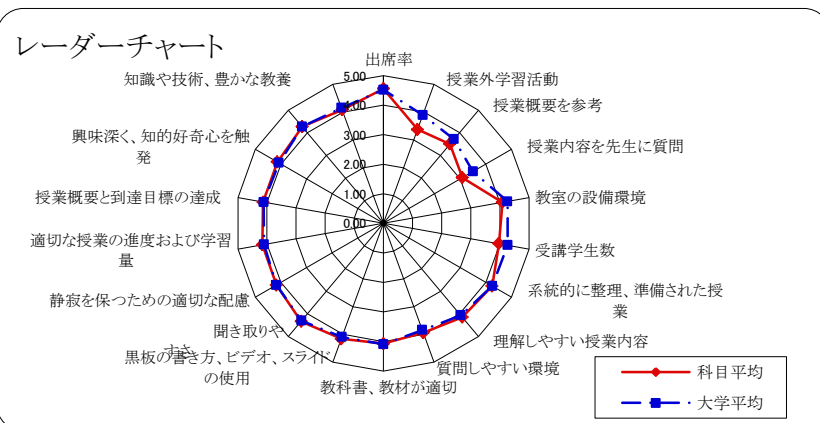 レーダーチャート
出席率
授業外学習活動
授業概要を参考
授業内容を先生に質問
教室の設備環境
受講学生数
系統的に整理、準備された授
業
理解しやすい授業内容
質問しやすい環境
教科書、教材が適切
黒板の書き方、ビデオ、スライド
の使用
聞き取りや
すさ
静寂を保つための適切な配慮
適切な授業の進度および学習
量
授業概要と到達目標の達成
興味深く、知的好奇心を触
発
知識や技術、豊かな教養
5.00
4.00
3.00
2.00
1.00
0.00
科目平均
大学平均